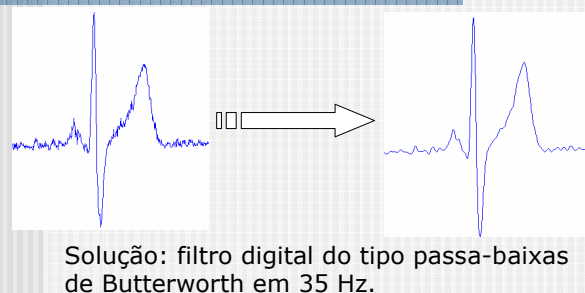 Solução: filtro digital do tipo passa-baixas
de Butterworth em 35 Hz.